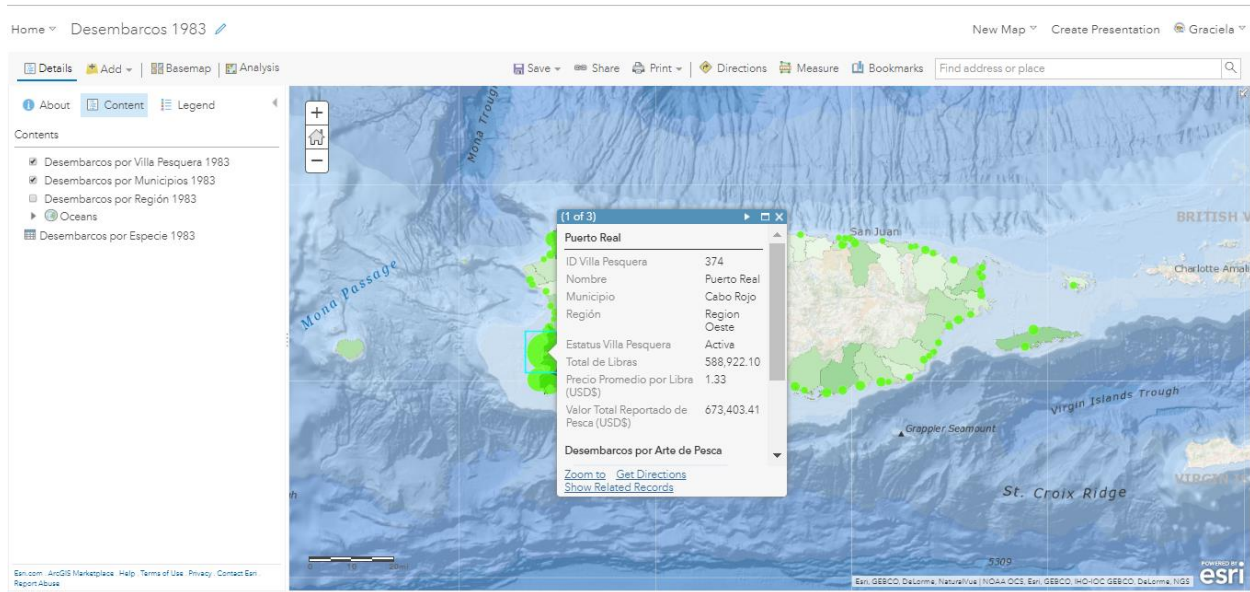 Home Desembarcos 1983
New Map Create Presentation Graciela
Details Add Basemap Analysis
Save Share Print Directions Measure Bookmarks Find address or place
About Content Legend
Contents
Desembarcos por Villa Pesquera 1983
Desembarcos por Municipios 1983
Desembarcos por Región 1983
Oceans
Desembarcos por Especie 1983
+
−
Mona Trough
Mona Passage
San Juan
BRITISH V
Charlotte Amali
(1 of 3)
Puerto Real
ID Villa Pesquera 374
Nombre Puerto Real
Municipio Cabo Rojo
Región Region
Oeste
Estatus Villa Pesquera Activa
Total de Libras 588,922.10
Precio Promedio por Libra 1.33
(USD$)
Valor Total Reportado de 673,403.41
Pesca (USD$)
Desembarcos por Arte de Pesca
Zoom to Get Directions
Show Related Records
Virgin Islands Trough
Grappler Seamount
St. Croix Ridge
5309
0 10 20mi
Esri.com . ArcGIS Marketplace . Help . Terms of Use . Privacy . Contact Esri .
Report Abuse
Esri, GEBCO, DeLorme, NaturalVue | NOAA OCS, Esri, GEBCO, IHO-IOC GEBCO, DeLorme, NGS
POWERED BY
esri